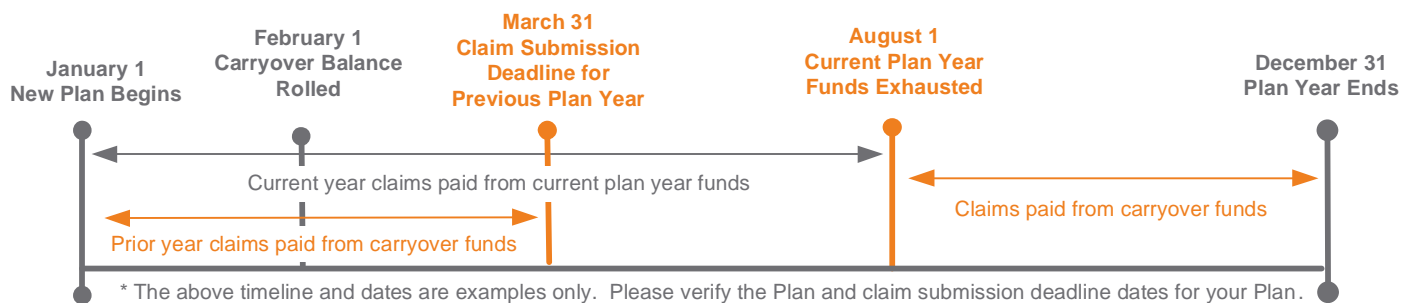 January 1
New Plan Begins
February 1
Carryover Balance
Rolled
March 31
Claim Submission
Deadline for
Previous Plan Year
August 1
Current Plan Year
Funds Exhausted
December 31
Plan Year Ends
Current year claims paid from current plan year funds
Claims paid from carryover funds
Prior year claims paid from carryover funds
* The above timeline and dates are examples only.  Please verify the Plan and claim submission deadline dates for your Plan.